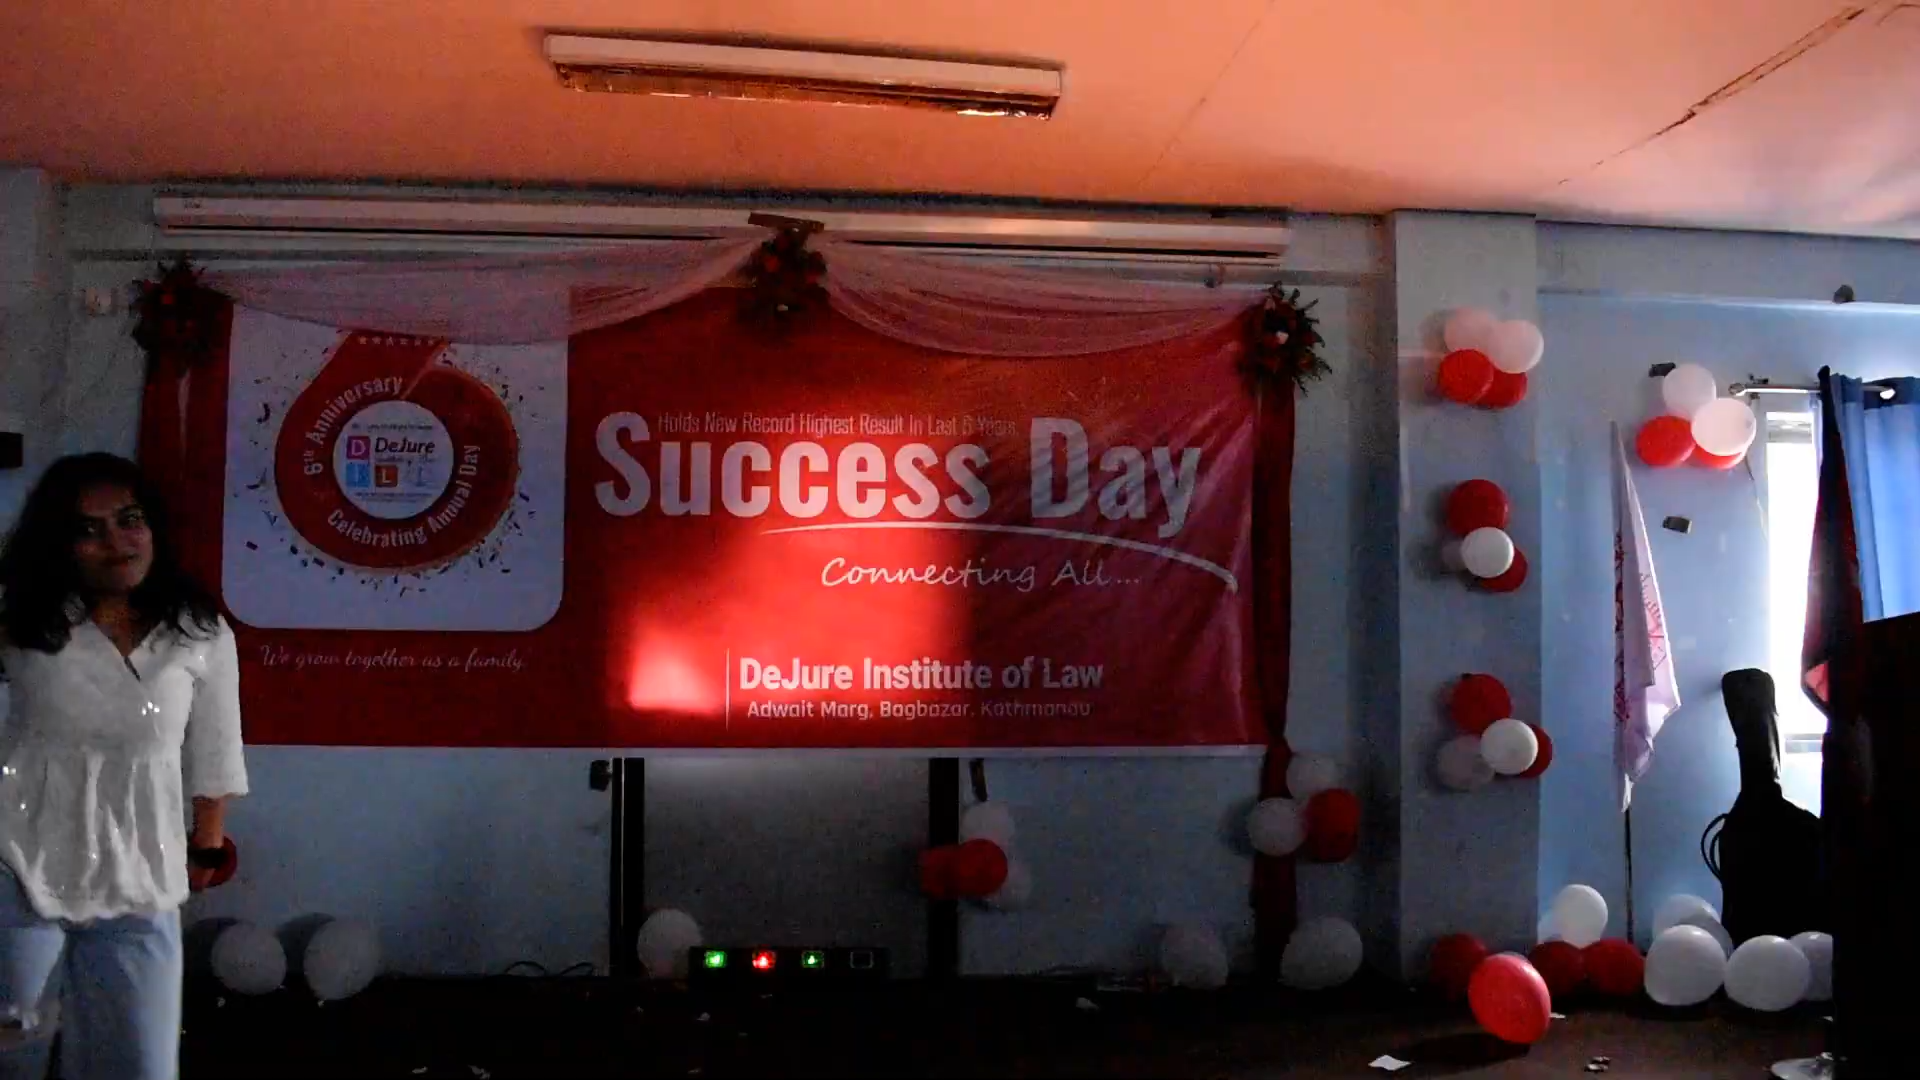 6th Anniversary
DeJure
L
Celebrating Annual Day
We grow together as a family.
Holds New Record Highest Result In Last 6 Years.
Success Day
Connecting All...
DeJure Institute of Law
Adwait Marg, Bagbazar, Kathmandu